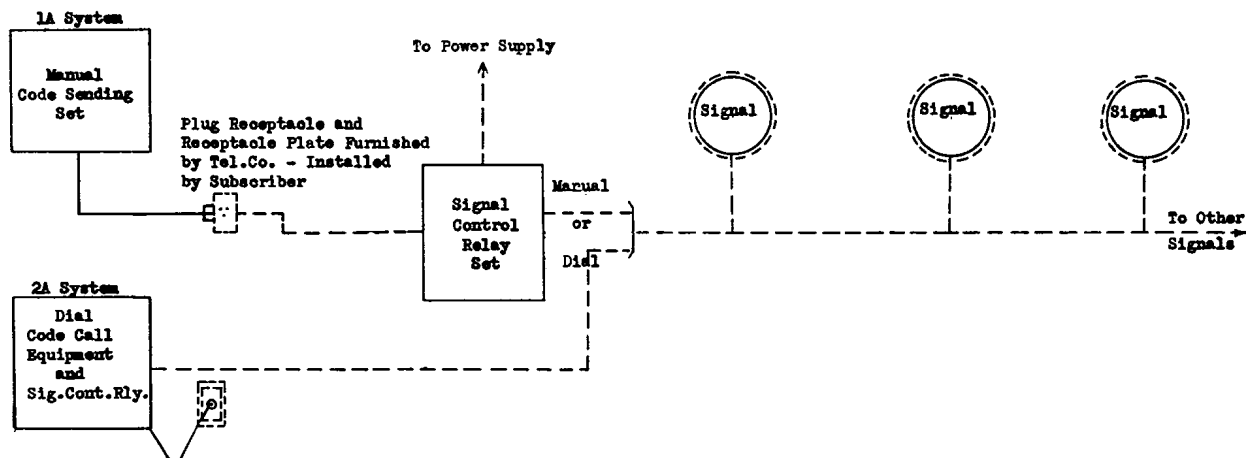 1A System
Manual
Code Sending
Set
To Power Supply
Plug Receptacle and
Receptacle Plate Furnished
by Tel.Co. - Installed
by Subscriber
Signal
Control
Relay
Set
Manual
or
Dial
Signal
Signal
Signal
To Other
Signals
2A System
Dial
Code Call
Equipment
and
Sig.Cont.Rly.